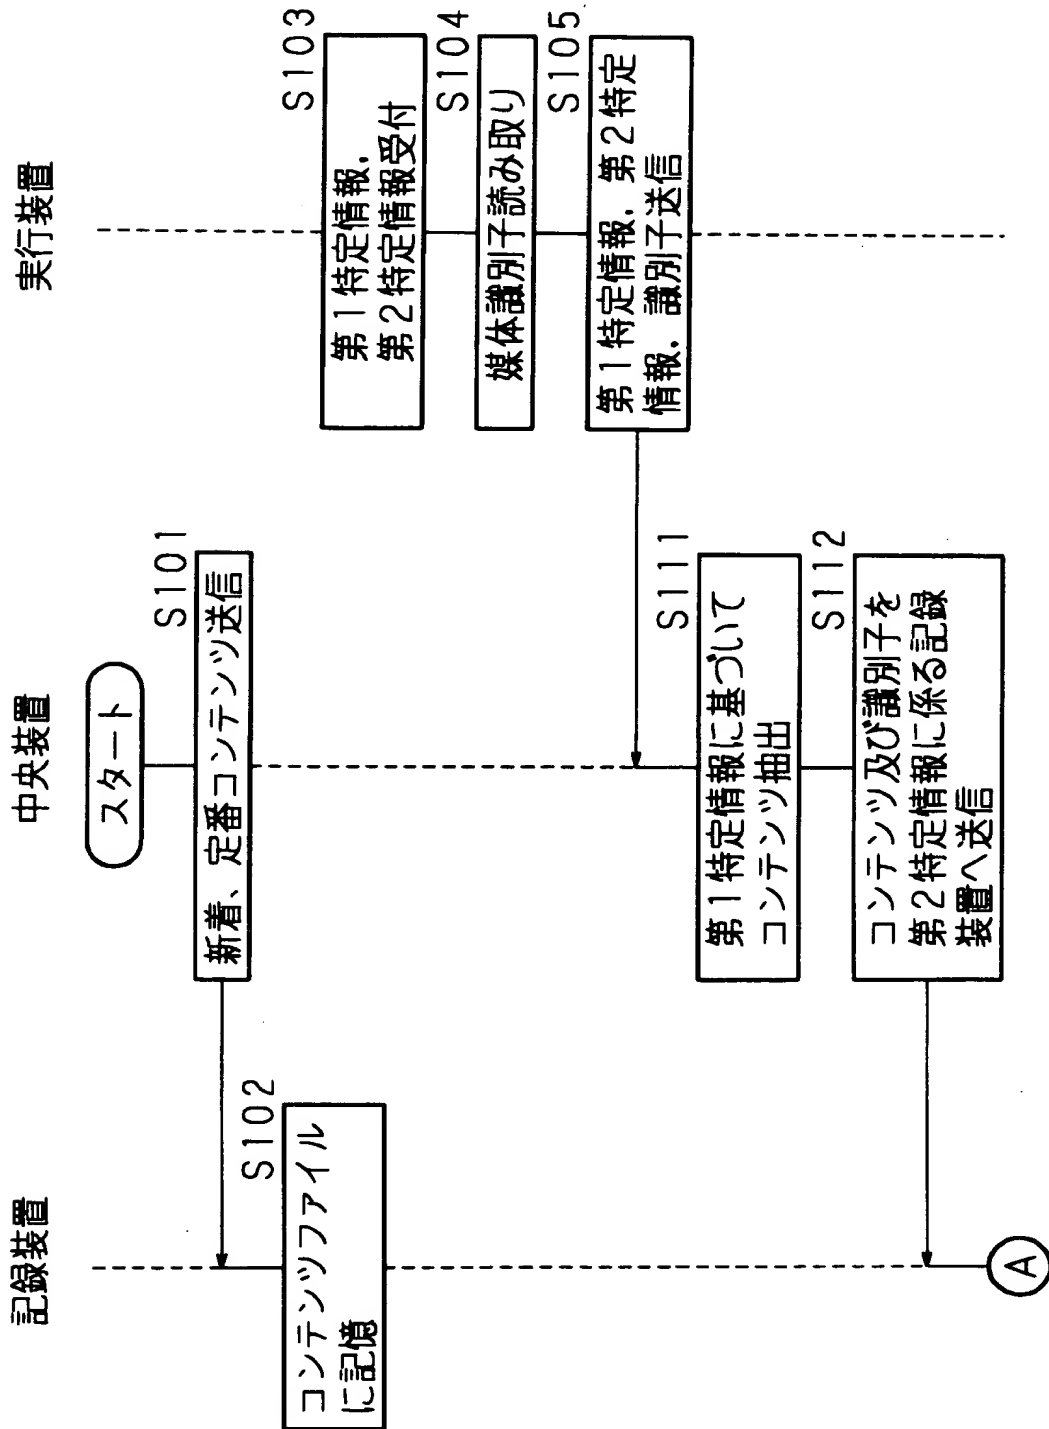 記録装置
中央装置
実行装置
スタート
S101
新着、定番コンテンツ送信
S102
コンテンツファイル
に記憶
S103
第1特定情報,
第2特定情報受付
S104
媒体識別子読み取り
S105
第1特定情報,第2特定
情報、識別子送信
S111
第1特定情報に基づいて
コンテンツ抽出
S112
コンテンツ及び識別子を
第2特定情報に係る記録
装置へ送信
A